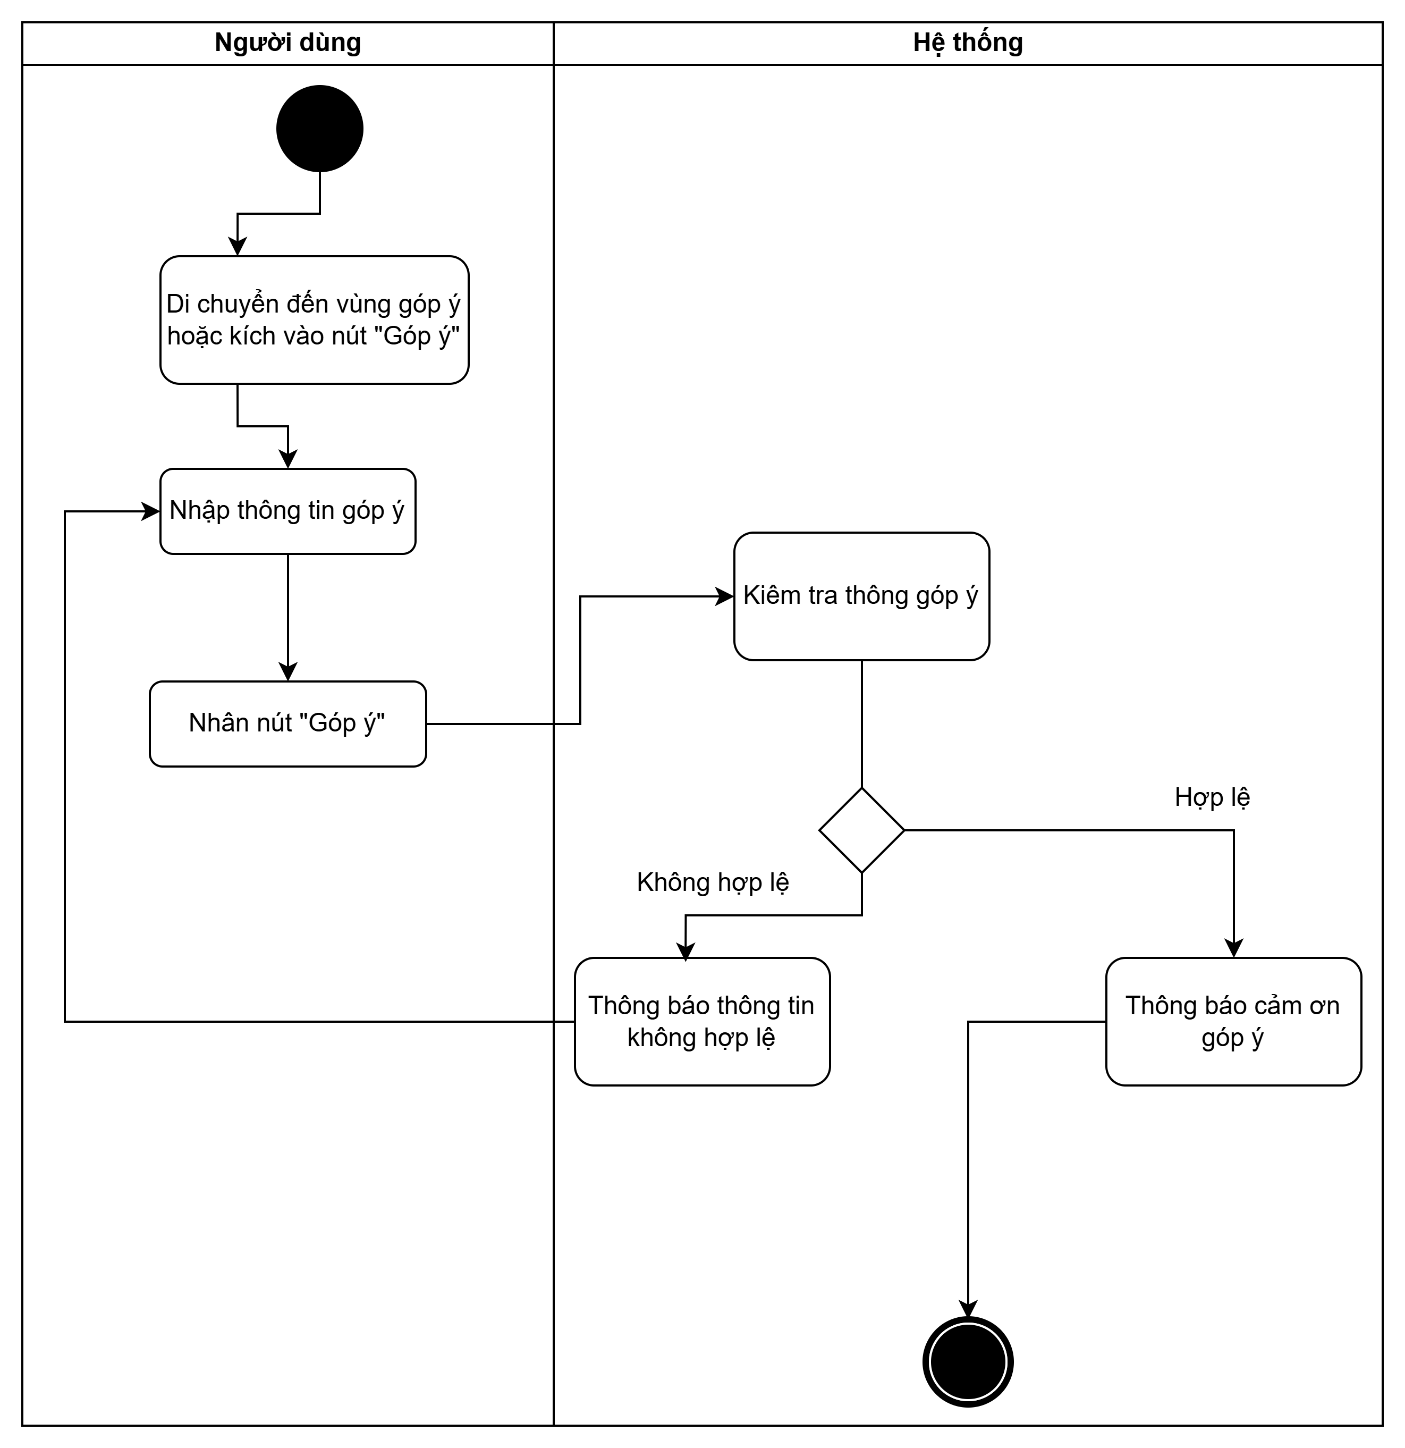 Người dùng
Hệ thống
Di chuyển đến vùng góp ý
hoặc kích vào nút "Góp ý"
Nhập thông tin góp ý
Kiêm tra thông góp ý
Nhân nút "Góp ý"
Hợp lệ
Không hợp lệ
Thông báo thông tin
không hợp lệ
Thông báo cảm ơn
góp ý